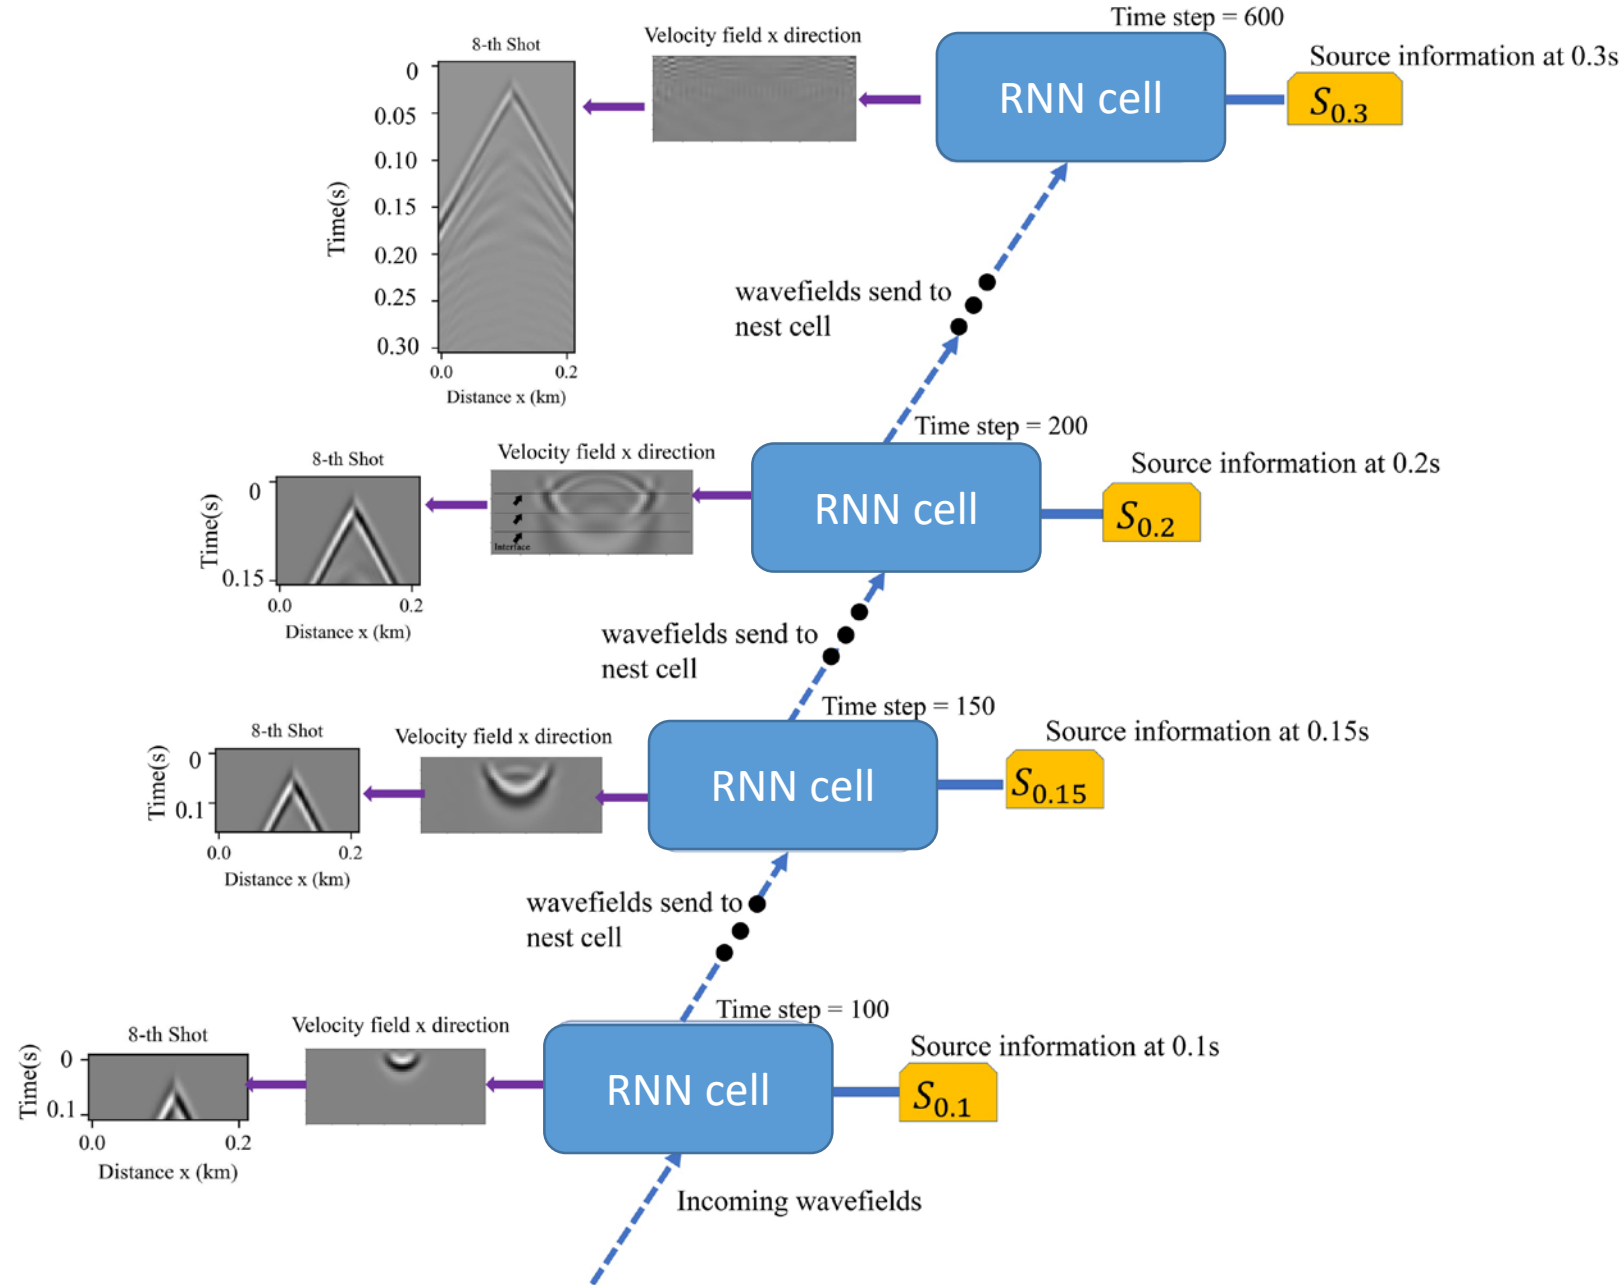 Time step = 600
8-th Shot
Velocity field x direction
Source information at 0.3s
RNN cell
S0.3
0
0.05
0.10
0.15
0.20
0.25
0.30
Time(s)
0.0 0.2
Distance x (km)
wavefields send to
nest cell
Time step = 200
8-th Shot
Velocity field x direction
Source information at 0.2s
RNN cell
S0.2
Interface
0
0.15
Time(s)
0.0 0.2
Distance x (km)
wavefields send to
nest cell
Time step = 150
8-th Shot
Velocity field x direction
Source information at 0.15s
RNN cell
S0.15
0
0.1
Time(s)
0.0 0.2
Distance x (km)
wavefields send to
nest cell
Time step = 100
8-th Shot
Velocity field x direction
Source information at 0.1s
RNN cell
S0.1
0
0.1
Time(s)
0.0 0.2
Distance x (km)
Incoming wavefields